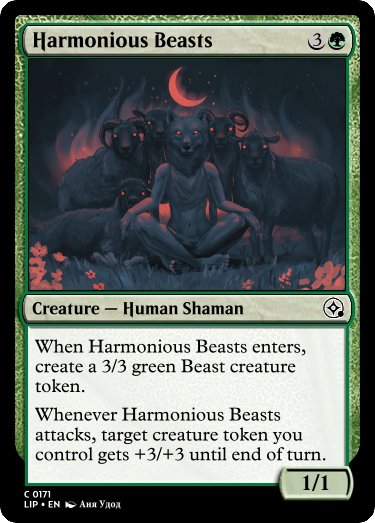 Harmonious Beasts 3
Creature — Human Shaman
When Harmonious Beasts enters,
create a 3/3 green Beast creature
token.
Whenever Harmonious Beasts
attacks, target creature token you
control gets +3/+3 until end of turn.
1/1
C 0171
LIP • EN Аня Удод